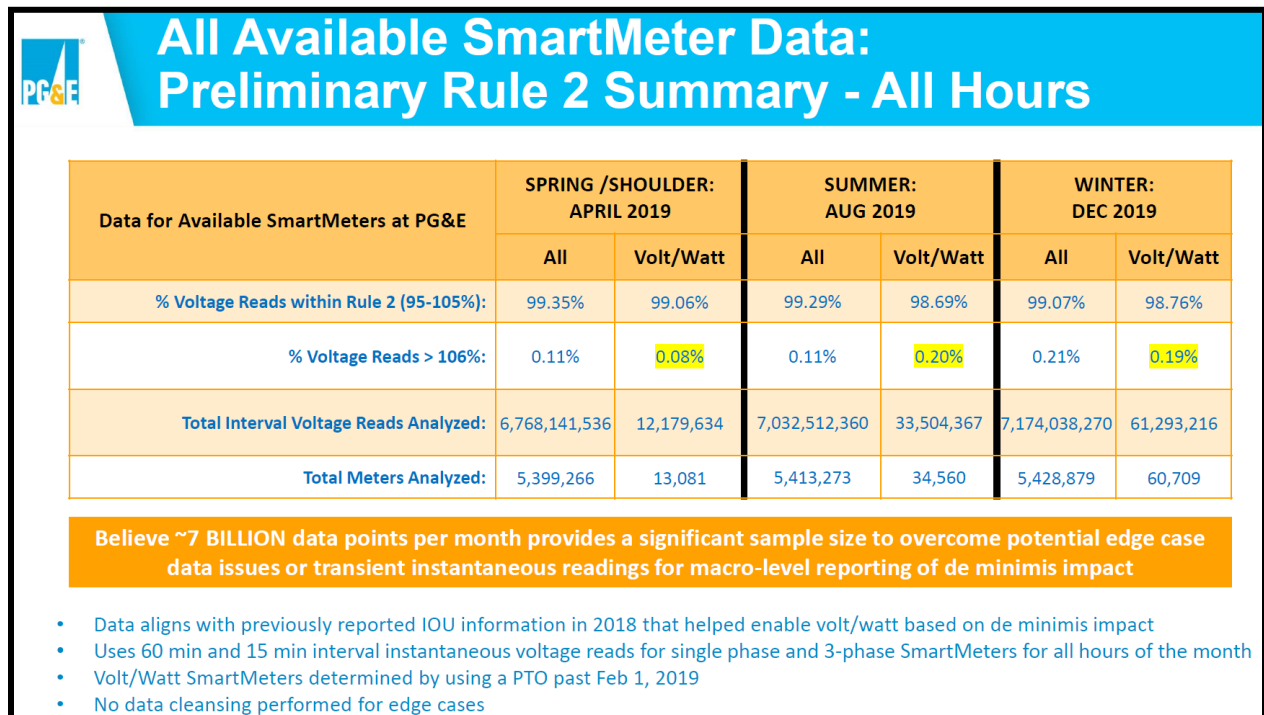 PG&E
®
All Available SmartMeter Data:
Preliminary Rule 2 Summary - All Hours
Data for Available SmartMeters at PG&E
SPRING /SHOULDER:
APRIL 2019
SUMMER:
AUG 2019
WINTER:
DEC 2019
All Volt/Watt All Volt/Watt All Volt/Watt
% Voltage Reads within Rule 2 (95-105%): 99.35% 99.06% 99.29% 98.69% 99.07% 98.76%
% Voltage Reads > 106%: 0.11% 0.08% 0.11% 0.20% 0.21% 0.19%
Total Interval Voltage Reads Analyzed: 6,768,141,536 12,179,634 7,032,512,360 33,504,367 7,174,038,270 61,293,216
Total Meters Analyzed: 5,399,266 13,081 5,413,273 34,560 5,428,879 60,709
Believe ~7 BILLION data points per month provides a significant sample size to overcome potential edge case
data issues or transient instantaneous readings for macro-level reporting of de minimis impact
• Data aligns with previously reported IOU information in 2018 that helped enable volt/watt based on de minimis impact
• Uses 60 min and 15 min interval instantaneous voltage reads for single phase and 3-phase SmartMeters for all hours of the month
• Volt/Watt SmartMeters determined by using a PTO past Feb 1, 2019
• No data cleansing performed for edge cases